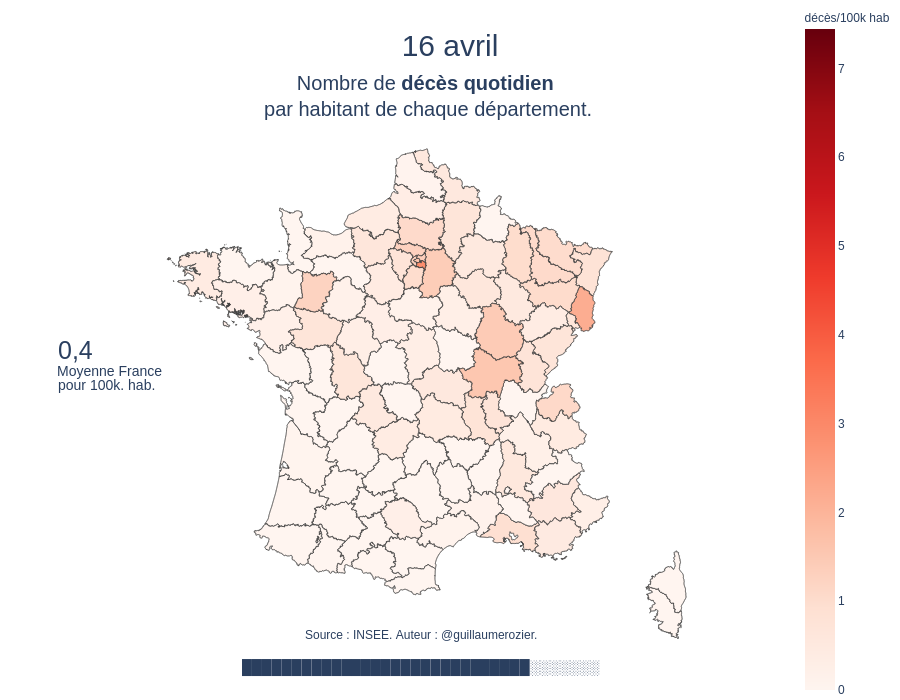 décès/100k hab
16 avril
Nombre de décès quotidien
par habitant de chaque département.
7
6
5
4
3
2
1
0
0,4
Moyenne France
pour 100k. hab.
Source : INSEE. Auteur : @guillaumerozier.